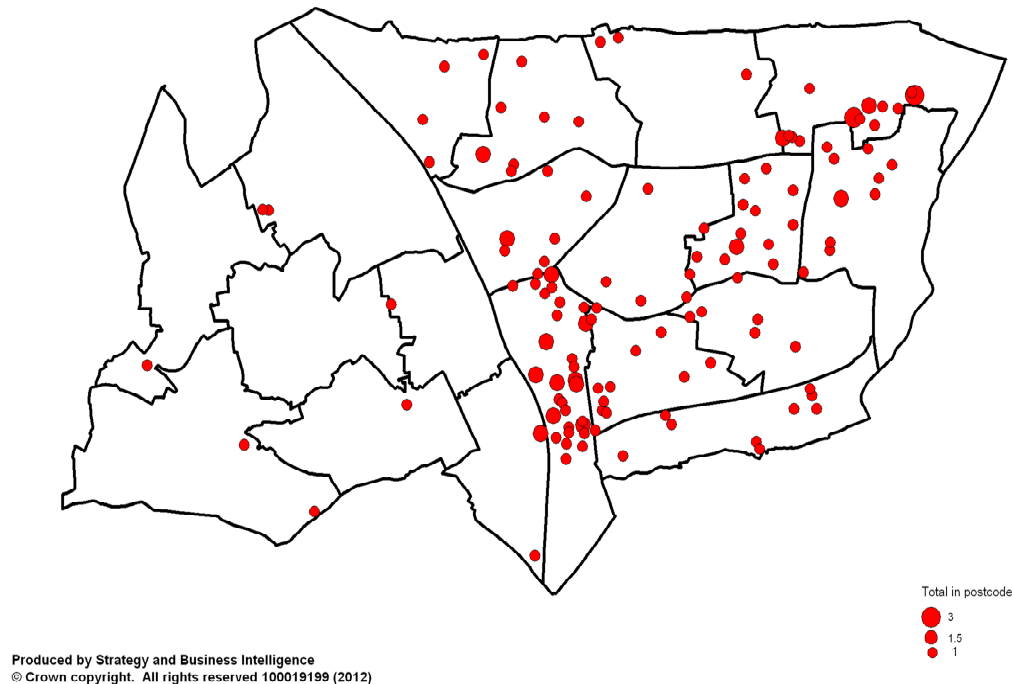 Total in postcode
3
1.5
1
Produced by Strategy and Business Intelligence
© Crown copyright. All rights reserved 100019199 (2012)